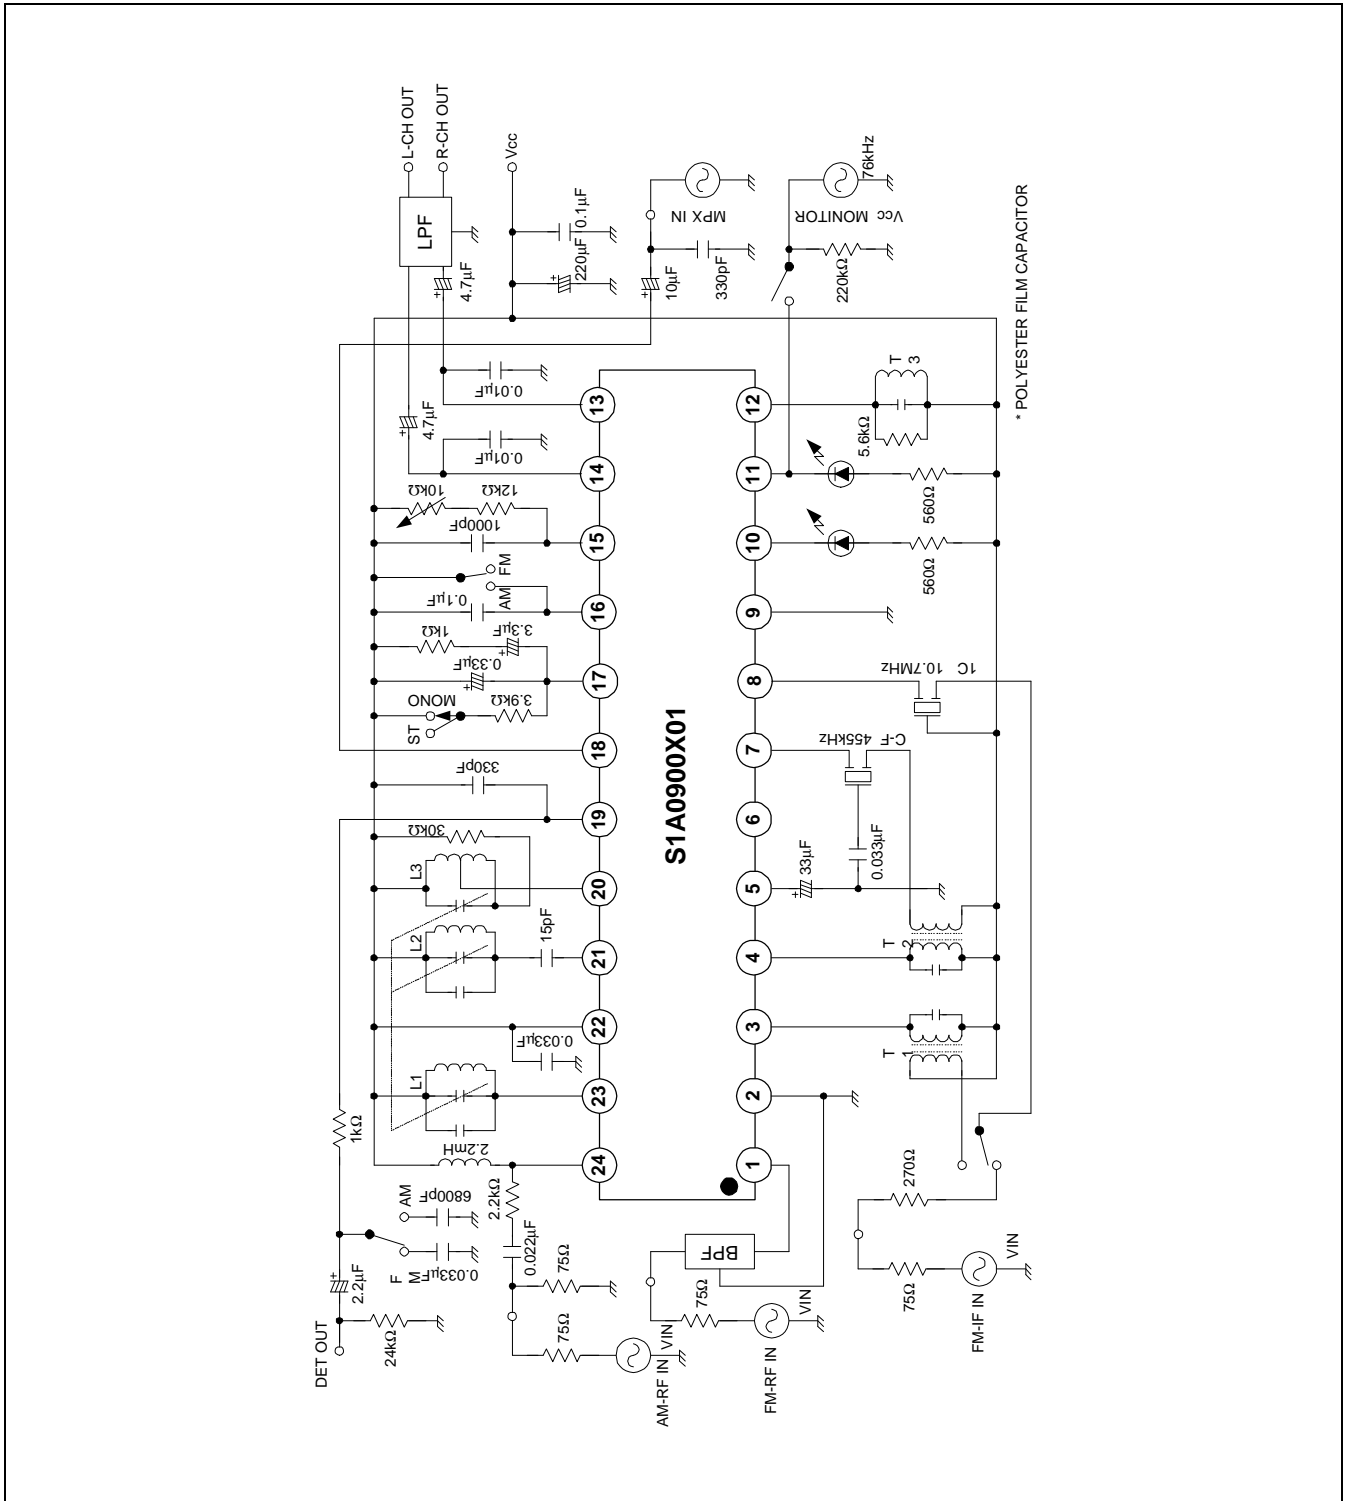 L-CH OUT
R-CH OUT
LPF
4.7µF
4.7µF
0.01µF
0.01µF
Vcc
220µF
0.1µF
10µF
330pF
MPX IN
Vcc MONITOR
76kHz
220kΩ
10kΩ
12kΩ
1000pF
FM
AM
0.1µF
1kΩ
3.3µF
0.33µF
MONO
ST
3.9kΩ
330pF
30kΩ
L3
L2
15pF
0.033µF
L1
2.2mH
1kΩ
2.2kΩ
0.022µF
AM
6800pF
F M
0.033µF
2.2µF
DET OUT
24kΩ
75Ω
75Ω
AM-RF IN
VIN
13
14
15
16
17
18
19
20
21
22
23
24
S1A0900X01
12
11
10
9
8
7
6
5
4
3
2
1
T 3
5.6kΩ
560Ω
560Ω
1C 10.7MHz
C-F 455kHz
33µF
0.033µF
T 2
T 1
BPF
75Ω
VIN
FM-RF IN
270Ω
75Ω
VIN
FM-IF IN
* POLYESTER FILM CAPACITOR